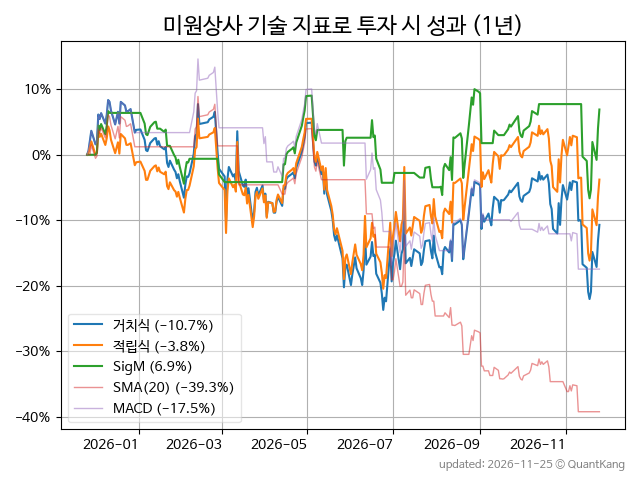 미원상사 기술 지표로 투자 시 성과 (1년)
10%
0%
−10%
−20%
−30%
−40%
거치식 (−10.7%)
적립식 (−3.8%)
SigM (6.9%)
SMA(20) (−39.3%)
MACD (−17.5%)
2026-01
2026-03
2026-05
2026-07
2026-09
2026-11
updated: 2026-11-25 © QuantKang